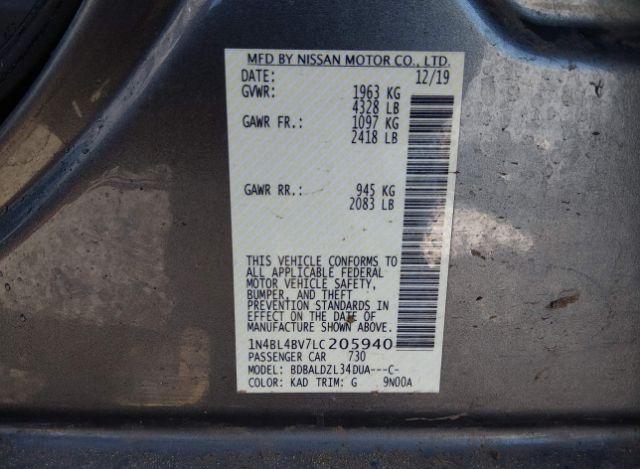 MFD BY NISSAN MOTOR CO., LTD.
DATE: 12/19
GVWR: 1963 KG
4328 LB
GAWR FR.: 1097 KG
2418 LB
GAWR RR.: 945 KG
2083 LB
THIS VEHICLE CONFORMS TO
ALL APPLICABLE FEDERAL
MOTOR VEHICLE SAFETY,
BUMPER, AND THEFT
PREVENTION STANDARDS IN
EFFECT ON THE DATE OF
MANUFACTURE SHOWN ABOVE.
1N4BL4BV7LC205940
PASSENGER CAR 730
MODEL: BDBALDZL34DUA---C-
COLOR: KAD TRIM: G 9N00A